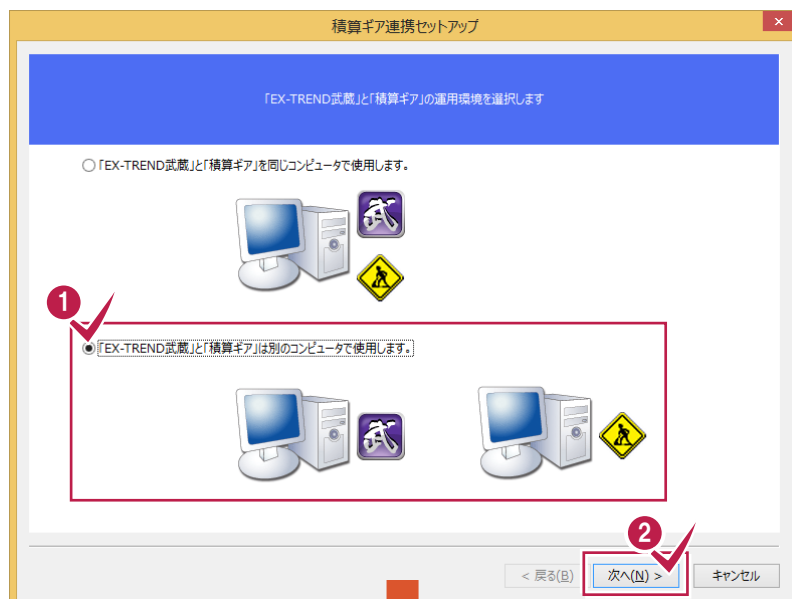 積算ギア連携セットアップ
「EX-TREND武蔵」と「積算ギア」の運用環境を選択します
「EX-TREND武蔵」と「積算ギア」を同じコンピュータで使用します。
武
1
「EX-TREND武蔵」と「積算ギア」は別のコンピュータで使用します。
武
2
< 戻る(B) 次へ(N) > キャンセル